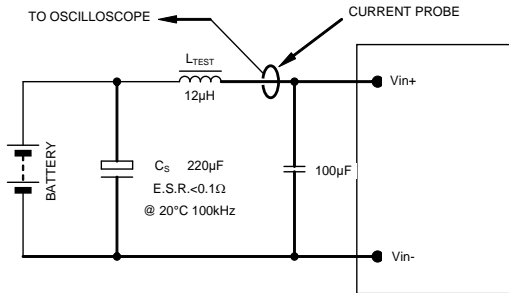 TO OSCILLOSCOPE
CURRENT PROBE
LTEST
12µH
Vin+
BATTERY
CS 220µF
E.S.R.<0.1Ω
@ 20°C 100kHz
100µF
Vin-